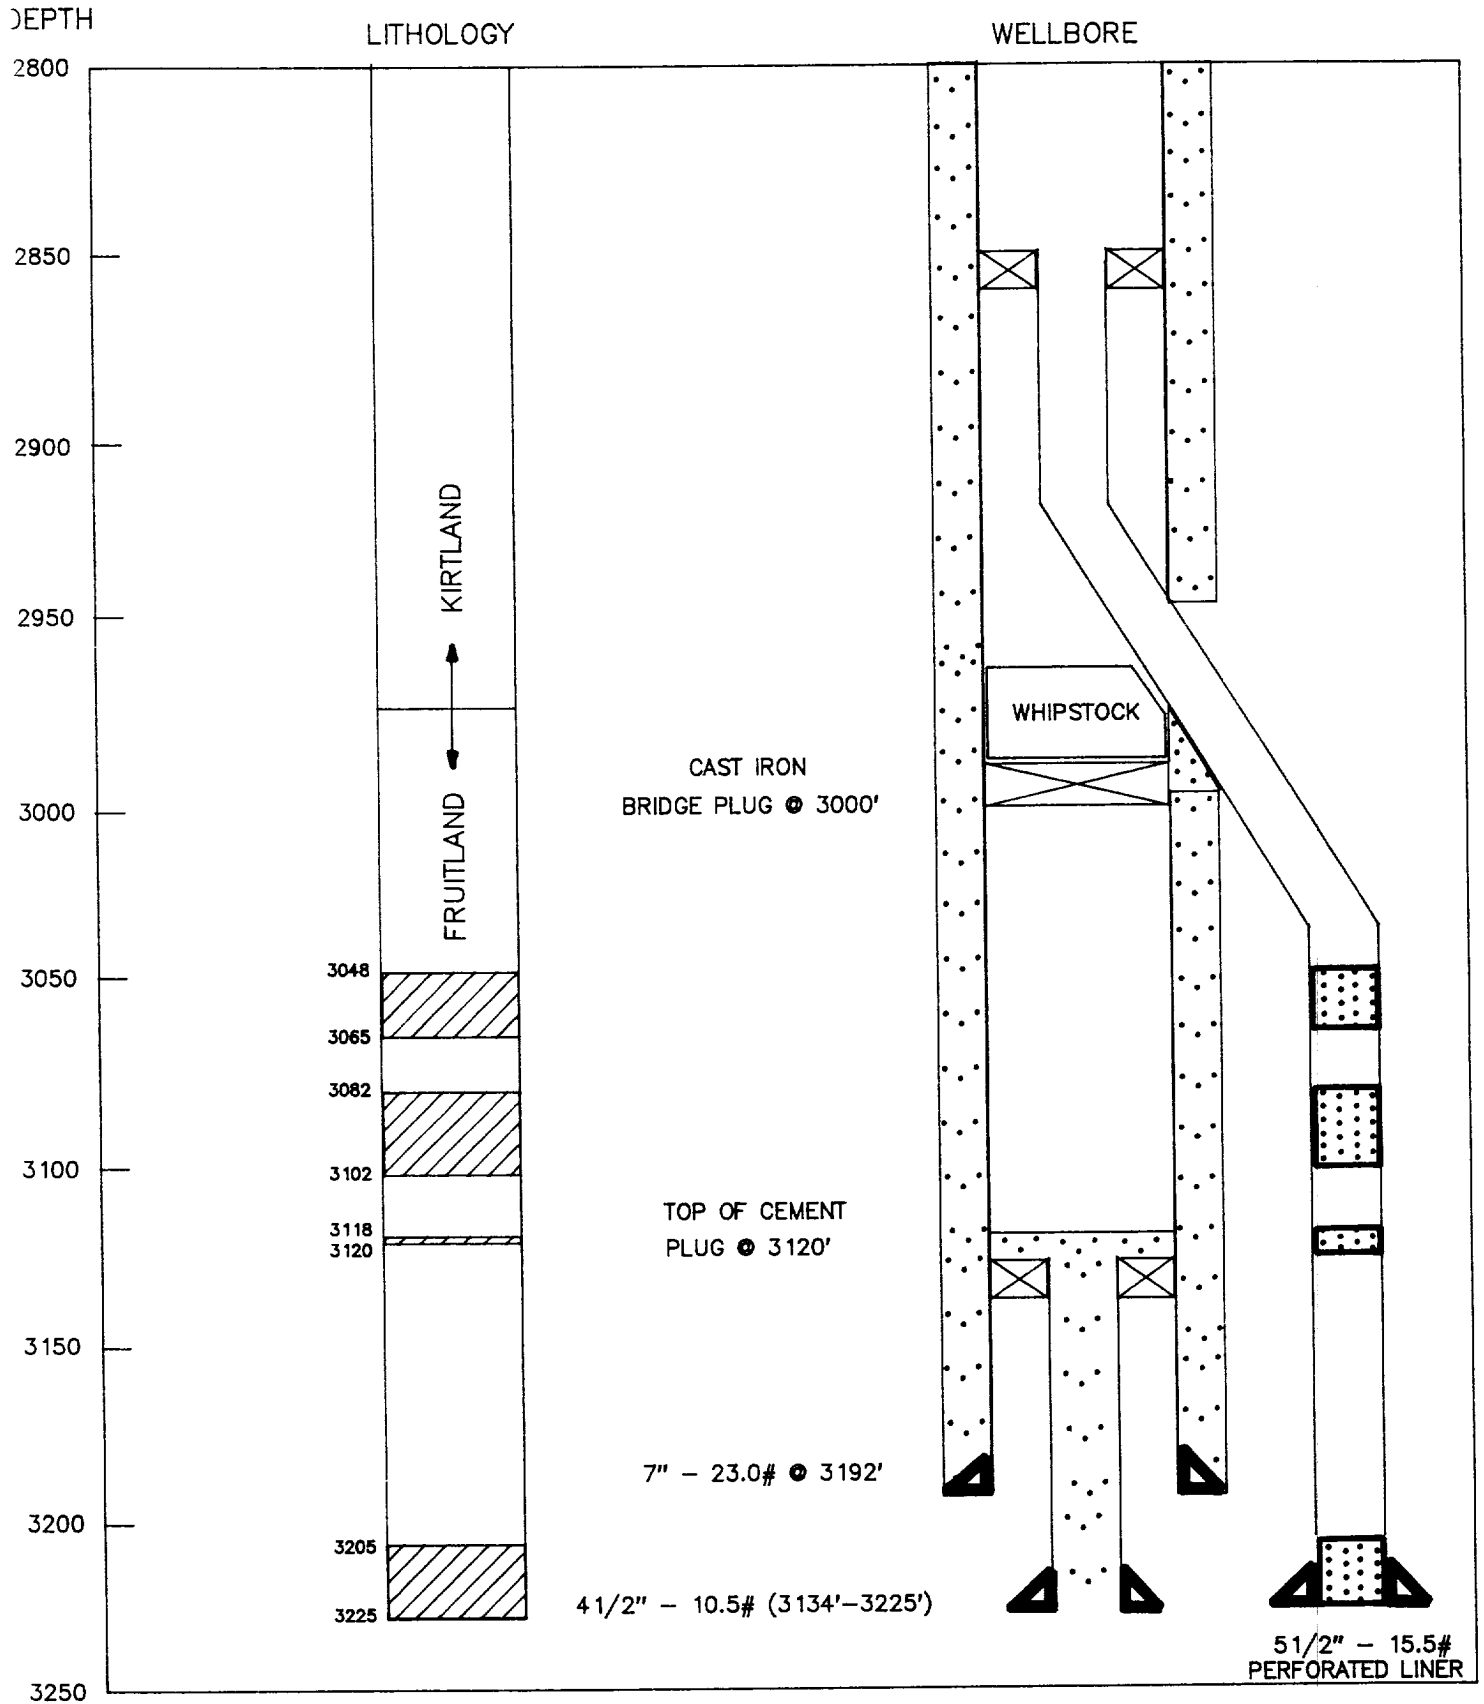 DEPTH
LITHOLOGY
WELLBORE
2800
2850
2900
KIRTLAND
2950
WHIPSTOCK
CAST IRON
BRIDGE PLUG @ 3000'
3000
FRUITLAND
3048
3050
3065
3082
3100
3102
TOP OF CEMENT
PLUG @ 3120'
3118
3120
3150
7" - 23.0# @ 3192'
3200
3205
4 1/2" - 10.5# (3134'-3225')
3225
5 1/2" - 15.5#
PERFORATED LINER
3250